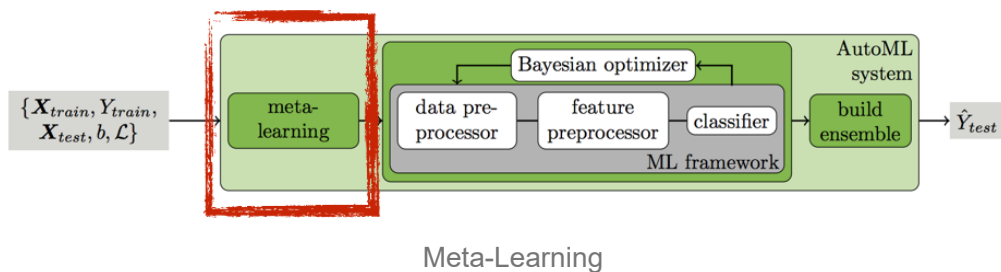 {X_train, Y_train,
X_test, b, L}
meta-
learning
Bayesian optimizer
data pre-
processor
feature
preprocessor
classifier
ML framework
AutoML
system
build
ensemble
Ŷ_test
Meta-Learning